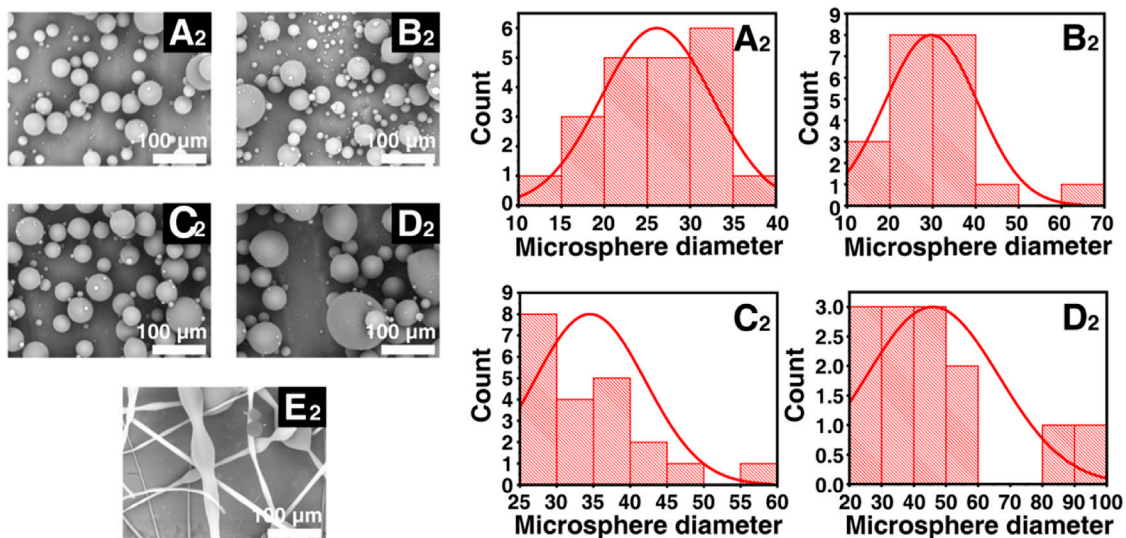 A2
100 µm
B2
100 µm
C2
100 µm
D2
100 µm
E2
100 µm
A2
Count
6
5
4
3
2
1
0
10 15 20 25 30 35 40
Microsphere diameter
B2
Count
9
8
7
6
5
4
3
2
1
0
10 20 30 40 50 60 70
Microsphere diameter
C2
Count
9
8
7
6
5
4
3
2
1
0
25 30 35 40 45 50 55 60
Microsphere diameter
D2
Count
3.0
2.5
2.0
1.5
1.0
0.5
0.0
20 30 40 50 60 70 80 90 100
Microsphere diameter